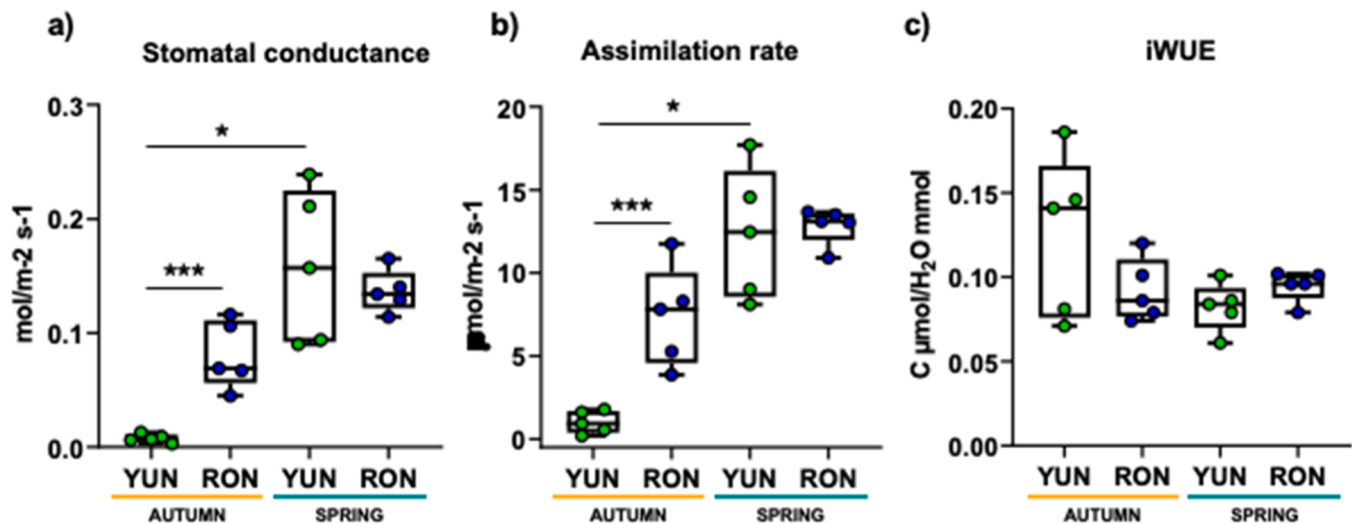 a)
Stomatal conductance
mol/m-2 s-1
0.3
0.2
0.1
0.0
*
***
YUN RON YUN RON
AUTUMN SPRING
b)
Assimilation rate
mol/m-2 s-1
20
15
10
5
0
*
***
YUN RON YUN RON
AUTUMN SPRING
c)
iWUE
C µmol/H₂O mmol
0.20
0.15
0.10
0.05
0.00
YUN RON YUN RON
AUTUMN SPRING